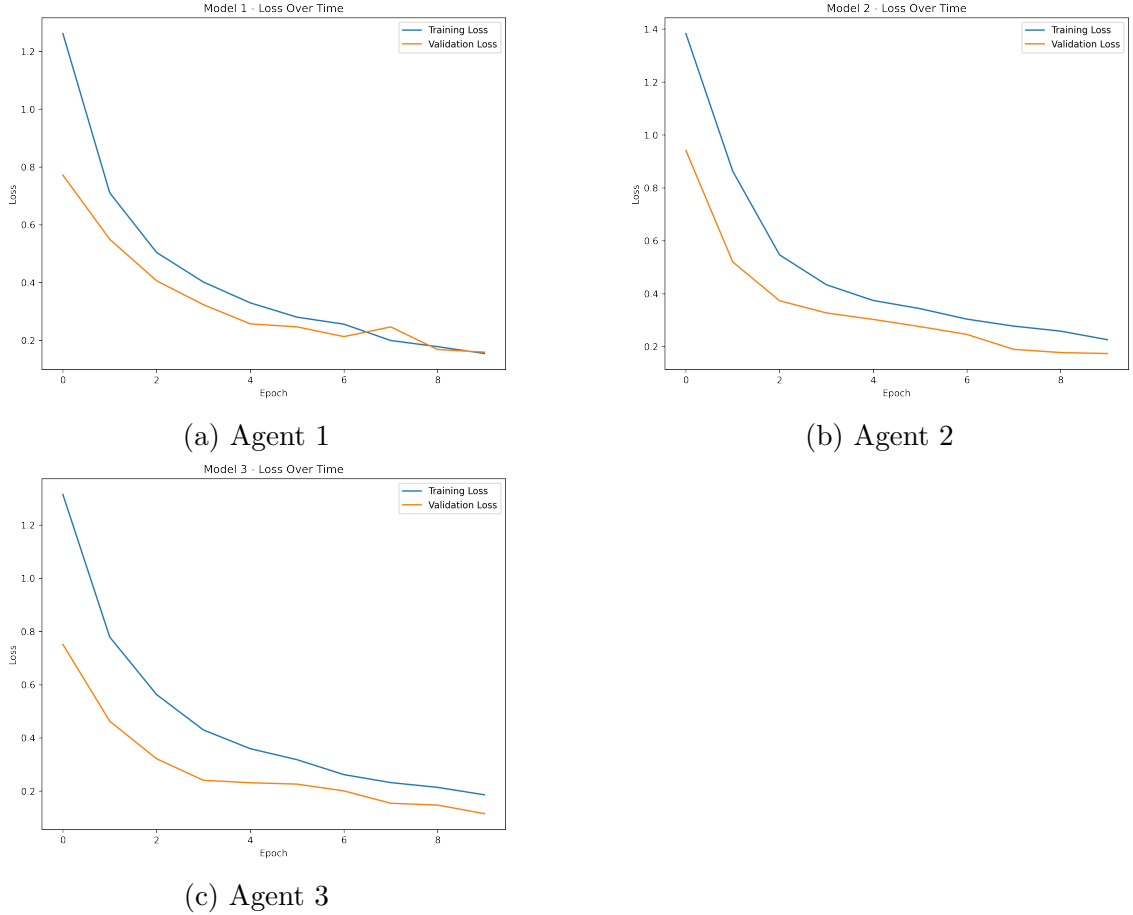 Model 1 - Loss Over Time
Training Loss
Validation Loss
1.2
1.0
0.8
0.6
0.4
0.2
Loss
0 2 4 6 8
Epoch
(a) Agent 1
Model 2 - Loss Over Time
Training Loss
Validation Loss
1.4
1.2
1.0
0.8
0.6
0.4
0.2
Loss
0 2 4 6 8
Epoch
(b) Agent 2
Model 3 - Loss Over Time
Training Loss
Validation Loss
1.2
1.0
0.8
0.6
0.4
0.2
Loss
0 2 4 6 8
Epoch
(c) Agent 3